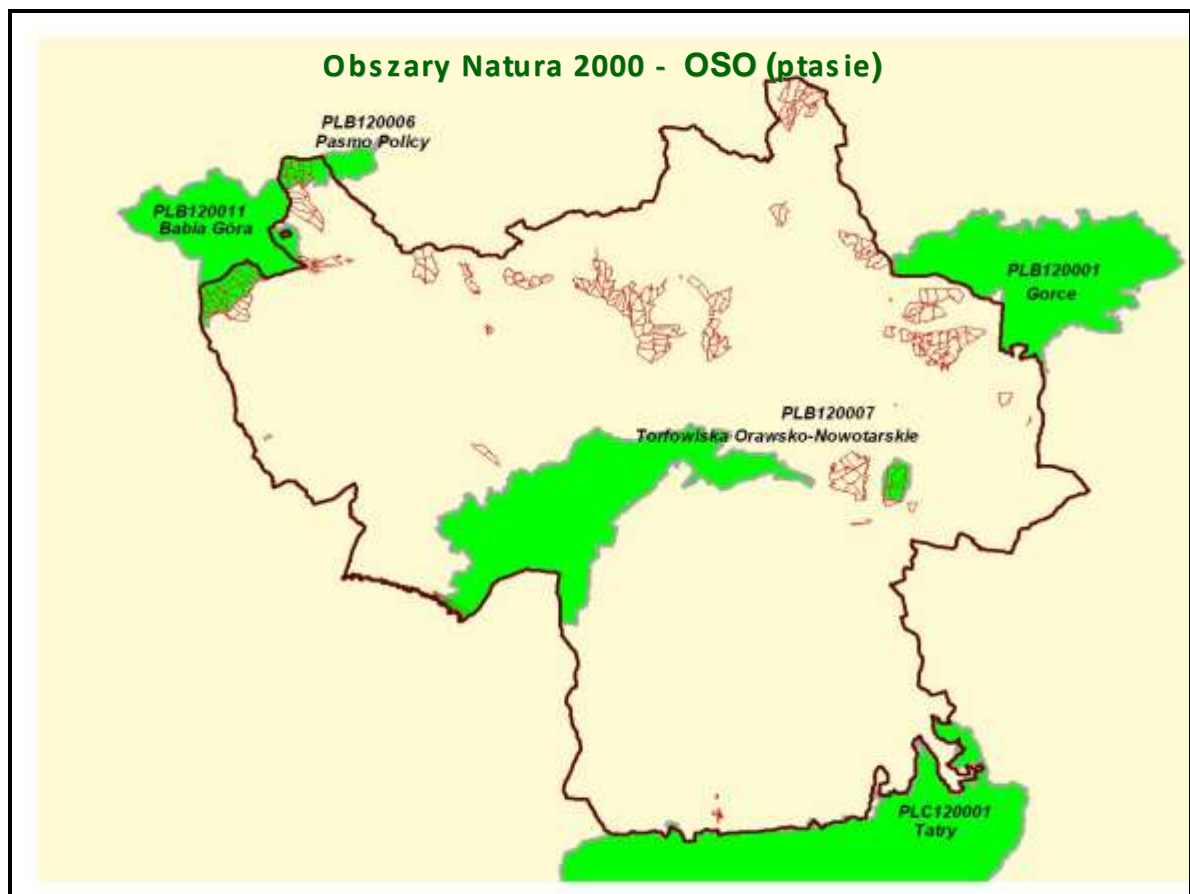 Obszary Natura 2000 - OSO (ptasie)
PLB120006
Pasmo Policy
PLB120011
Babia Góra
PLB120001
Gorce
PLB120007
Torfowiska Orawsko-Nowotarskie
PLC120001
Tatry